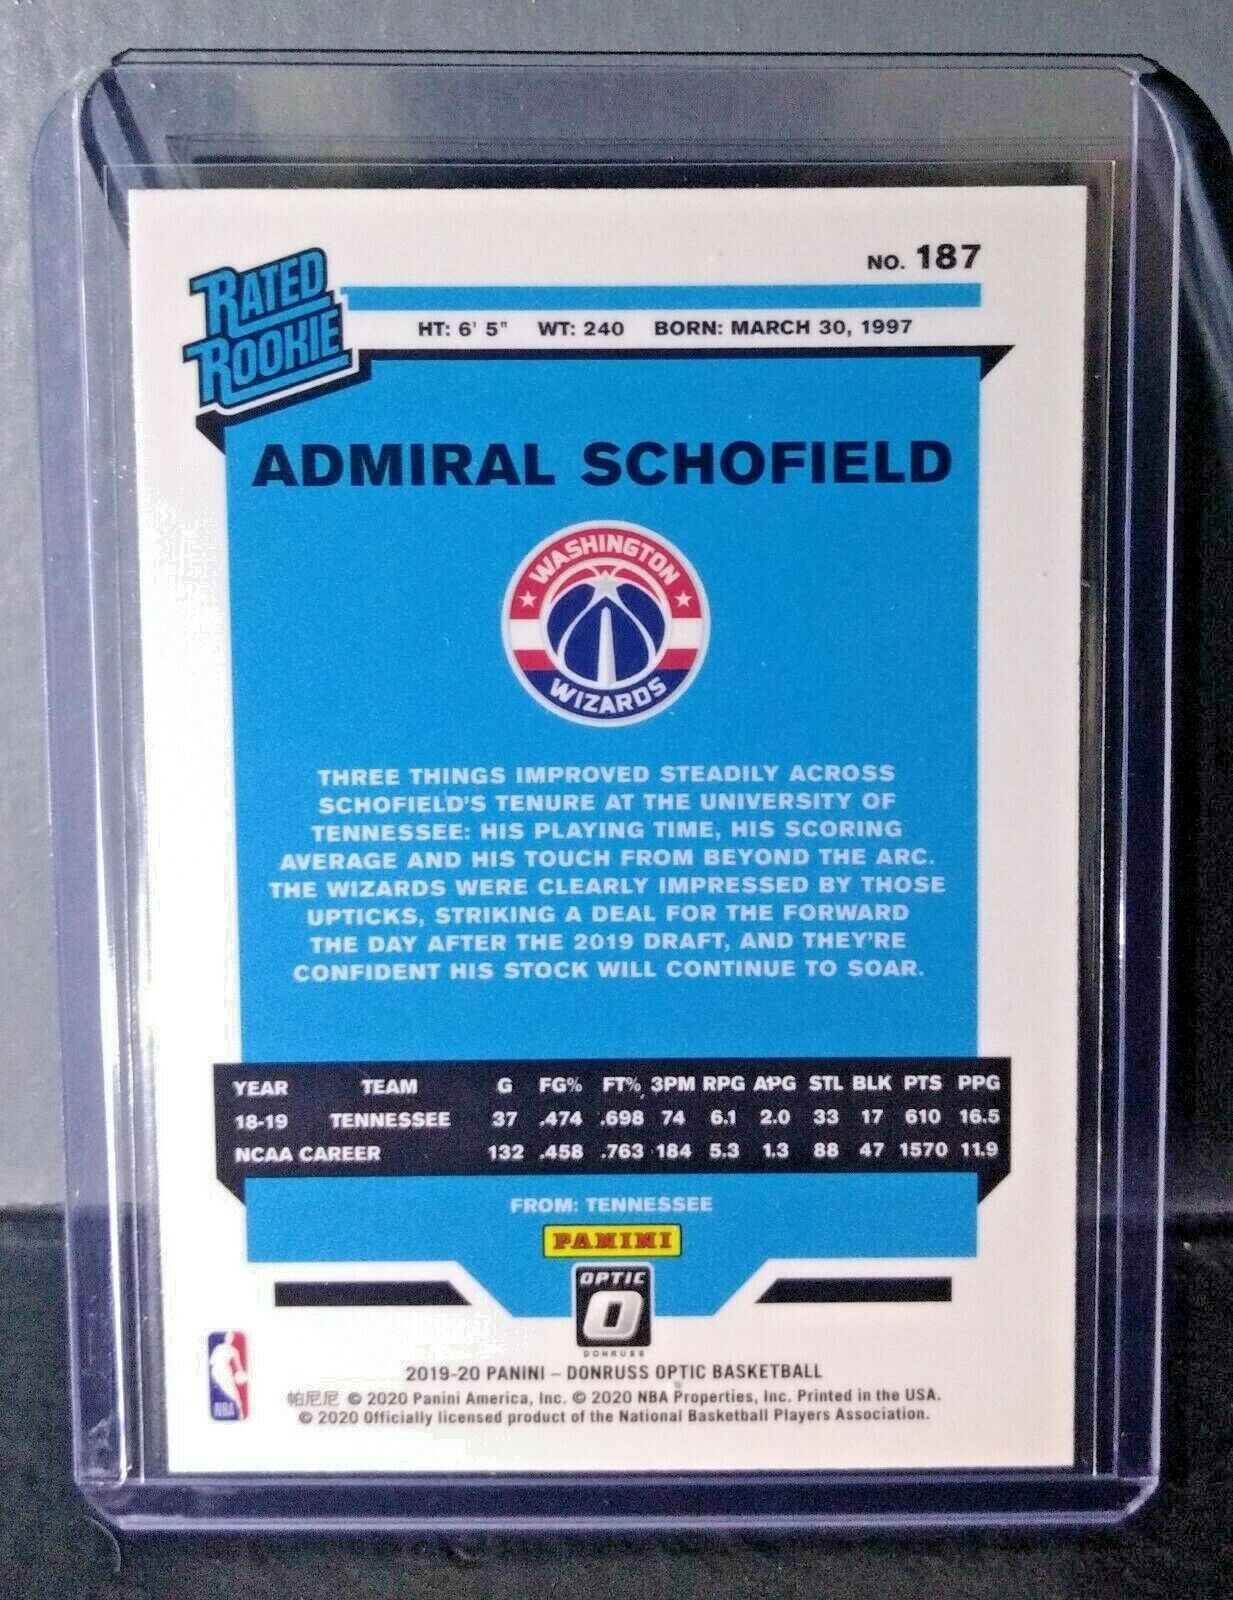 NO. 187
RATED
ROOKIE
HT: 6' 5" WT: 240 BORN: MARCH 30, 1997
ADMIRAL SCHOFIELD
WASHINGTON
WIZARDS
THREE THINGS IMPROVED STEADILY ACROSS
SCHOFIELD'S TENURE AT THE UNIVERSITY OF
TENNESSEE: HIS PLAYING TIME, HIS SCORING
AVERAGE AND HIS TOUCH FROM BEYOND THE ARC.
THE WIZARDS WERE CLEARLY IMPRESSED BY THOSE
UPTICKS, STRIKING A DEAL FOR THE FORWARD
THE DAY AFTER THE 2019 DRAFT, AND THEY'RE
CONFIDENT HIS STOCK WILL CONTINUE TO SOAR.
YEAR TEAM G FG% FT% 3PM RPG APG STL BLK PTS PPG
18-19 TENNESSEE 37 .474 .698 74 6.1 2.0 33 17 610 16.5
NCAA CAREER 132 .458 .763 184 5.3 1.3 88 47 1570 11.9
FROM: TENNESSEE
PANINI
OPTIC
O
DONRUSS
NBA
2019-20 PANINI – DONRUSS OPTIC BASKETBALL
帕尼尼 © 2020 Panini America, Inc. © 2020 NBA Properties, Inc. Printed in the USA.
© 2020 Officially licensed product of the National Basketball Players Association.